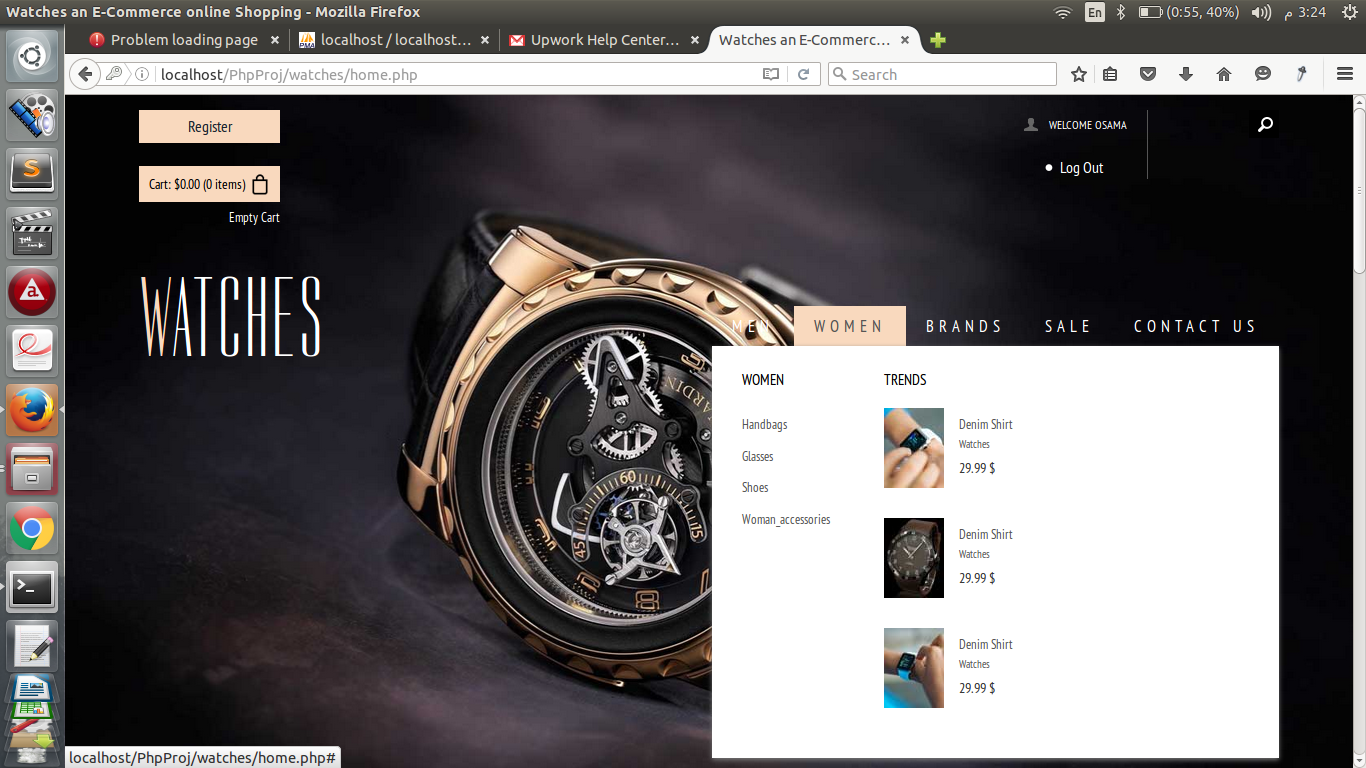 Watches an E-Commerce online Shopping - Mozilla Firefox
En
(0:55, 40%)
3:24 م
Problem loading page
localhost / localhost...
Upwork Help Center...
Watches an E-Commerc...
localhost/PhpProj/watches/home.php
Search
Register
WELCOME OSAMA
Cart: $0.00 (0 items)
Log Out
Empty Cart
WATCHES
MEN
WOMEN
BRANDS
SALE
CONTACT US
WOMEN
Handbags
Glasses
Shoes
Woman_accessories
TRENDS
Denim Shirt
Watches
29.99 $
Denim Shirt
Watches
29.99 $
Denim Shirt
Watches
29.99 $
60
45
15
localhost/PhpProj/watches/home.php#